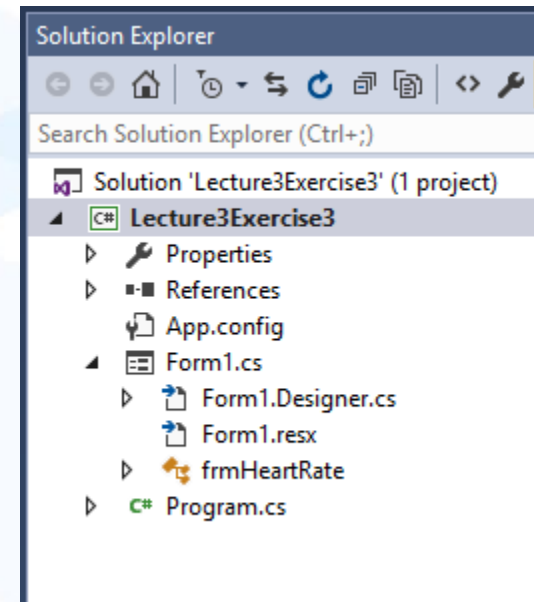 Solution Explorer
Search Solution Explorer (Ctrl+;)
Solution 'Lecture3Exercise3' (1 project)
C# Lecture3Exercise3
Properties
References
App.config
Form1.cs
Form1.Designer.cs
Form1.resx
frmHeartRate
C# Program.cs